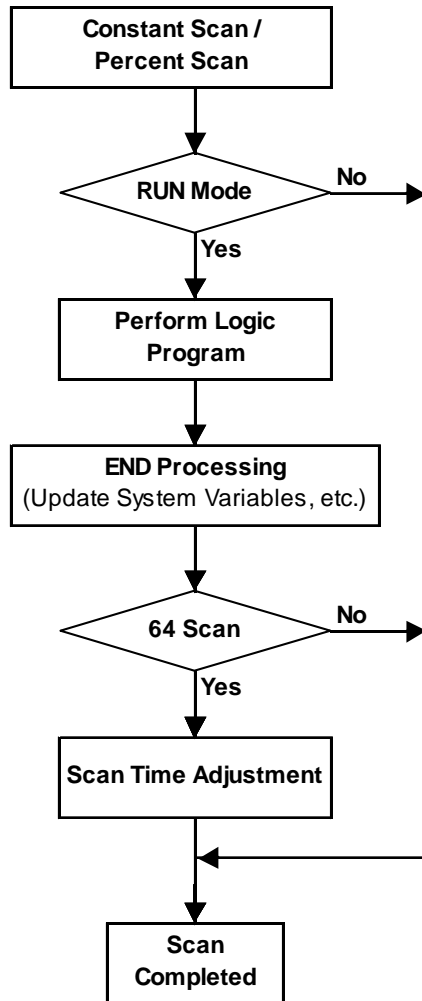 Constant Scan /
Percent Scan
RUN Mode
No
Yes
Perform Logic
Program
END Processing
(Update System Variables, etc.)
64 Scan
No
Yes
Scan Time Adjustment
Scan
Completed